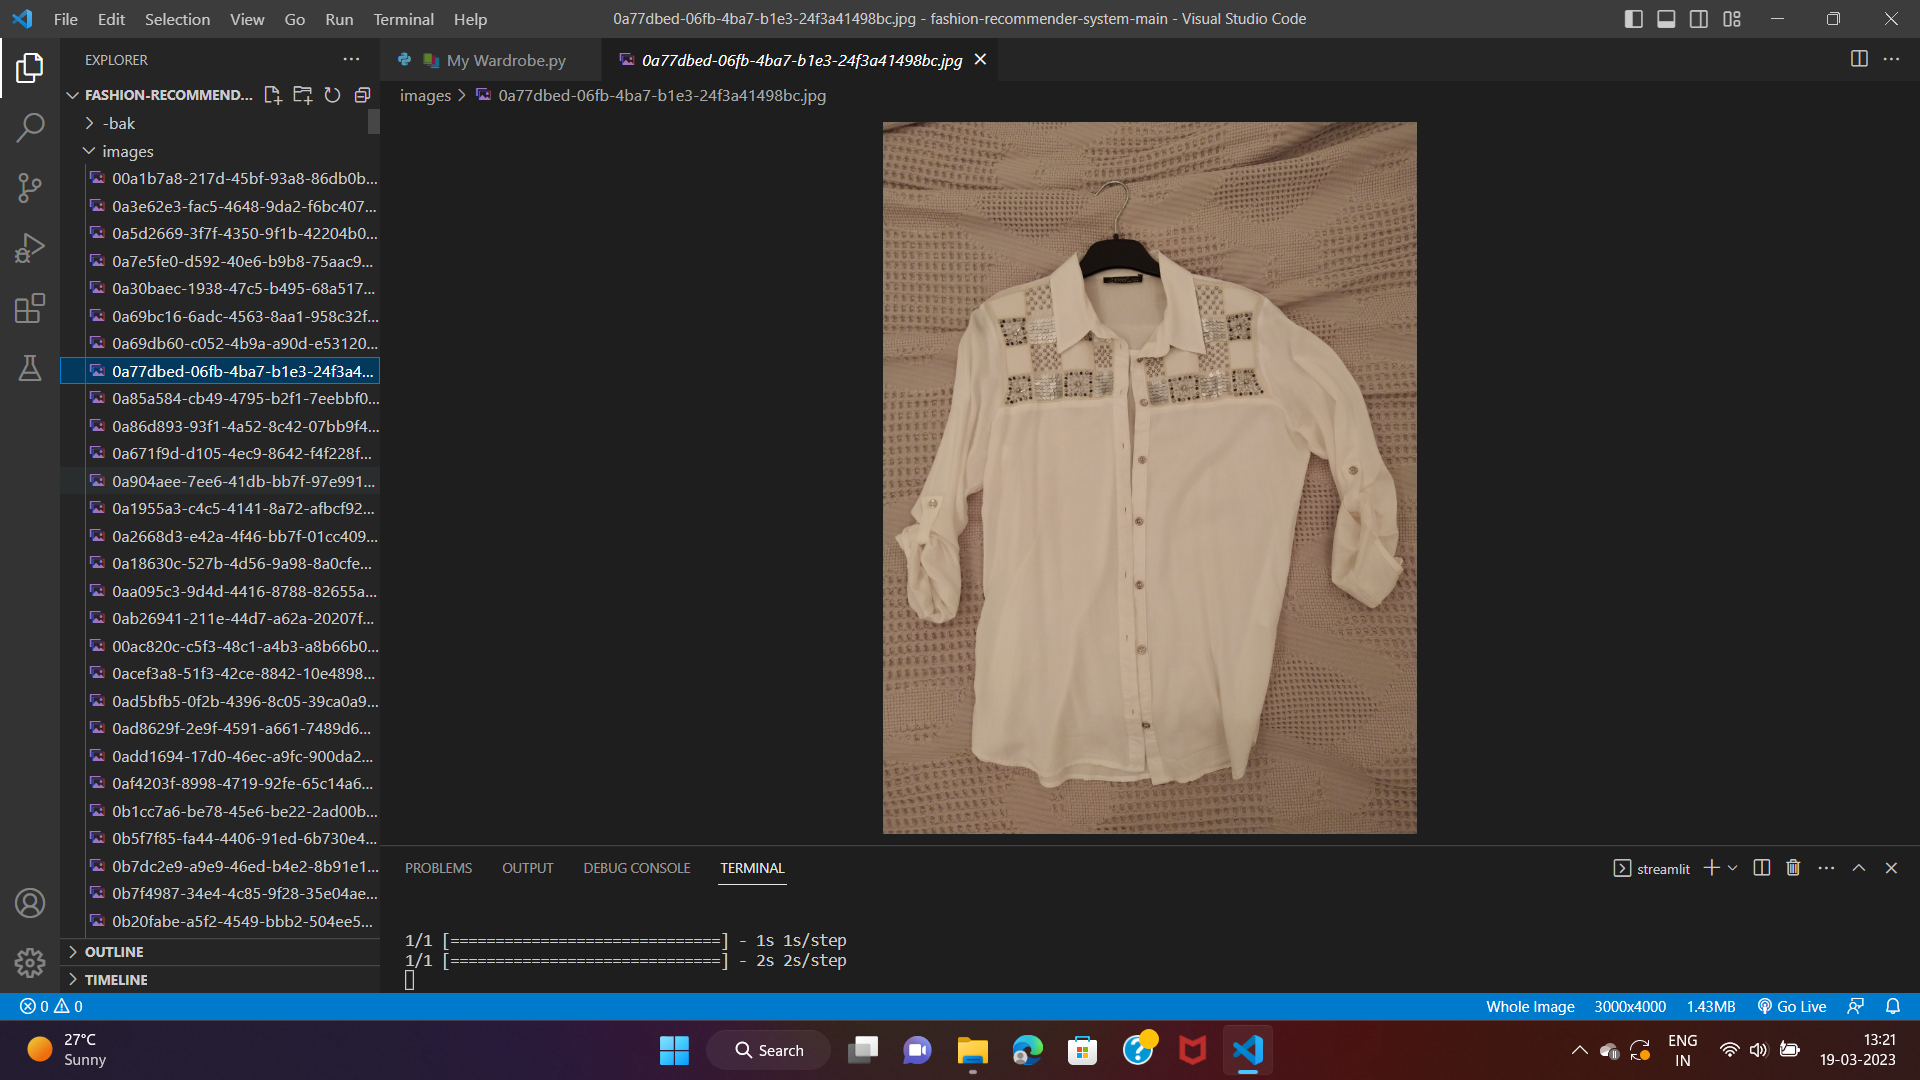 File Edit Selection View Go Run Terminal Help
0a77dbed-06fb-4ba7-b1e3-24f3a41498bc.jpg - fashion-recommender-system-main - Visual Studio Code
EXPLORER
My Wardrobe.py
0a77dbed-06fb-4ba7-b1e3-24f3a41498bc.jpg
FASHION-RECOMMEND...
images > 0a77dbed-06fb-4ba7-b1e3-24f3a41498bc.jpg
-bak
images
00a1b7a8-217d-45bf-93a8-86db0b...
0a3e62e3-fac5-4648-9da2-f6bc407...
0a5d2669-3f7f-4350-9f1b-42204b0...
0a7e5fe0-d592-40e6-b9b8-75aac9...
0a30baec-1938-47c5-b495-68a517...
0a69bc16-6adc-4563-8aa1-958c32f...
0a69db60-c052-4b9a-a90d-e53120...
0a77dbed-06fb-4ba7-b1e3-24f3a4...
0a85a584-cb49-4795-b2f1-7eebbf0...
0a86d893-93f1-4a52-8c42-07bb9f4...
0a671f9d-d105-4ec9-8642-f4f228f...
0a904aee-7ee6-41db-bb7f-97e991...
0a1955a3-c4c5-4141-8a72-afbcf92...
0a2668d3-e42a-4f46-bb7f-01cc409...
0a18630c-527b-4d56-9a98-8a0cfe...
0aa095c3-9d4d-4416-8788-82655a...
0ab26941-211e-44d7-a62a-20207f...
00ac820c-c5f3-48c1-a4b3-a8b66b0...
0acef3a8-51f3-42ce-8842-10e4898...
0ad5bfb5-0f2b-4396-8c05-39ca0a9...
0ad8629f-2e9f-4591-a661-7489d6...
0add1694-17d0-46ec-a9fc-900da2...
0af4203f-8998-4719-92fe-65c14a6...
0b1cc7a6-be78-45e6-be22-2ad00b...
0b5f7f85-fa44-4406-91ed-6b730e4...
0b7dc2e9-a9e9-46ed-b4e2-8b91e1...
0b7f4987-34e4-4c85-9f28-35e04ae...
0b20fabe-a5f2-4549-bbb2-504ee5...
OUTLINE
TIMELINE
PROBLEMS OUTPUT DEBUG CONSOLE TERMINAL
streamlit
1/1 [==============================] - 1s 1s/step
1/1 [==============================] - 2s 2s/step
0 0
Whole Image 3000x4000 1.43MB Go Live
27°C
Sunny
Search
ENG
IN
13:21
19-03-2023